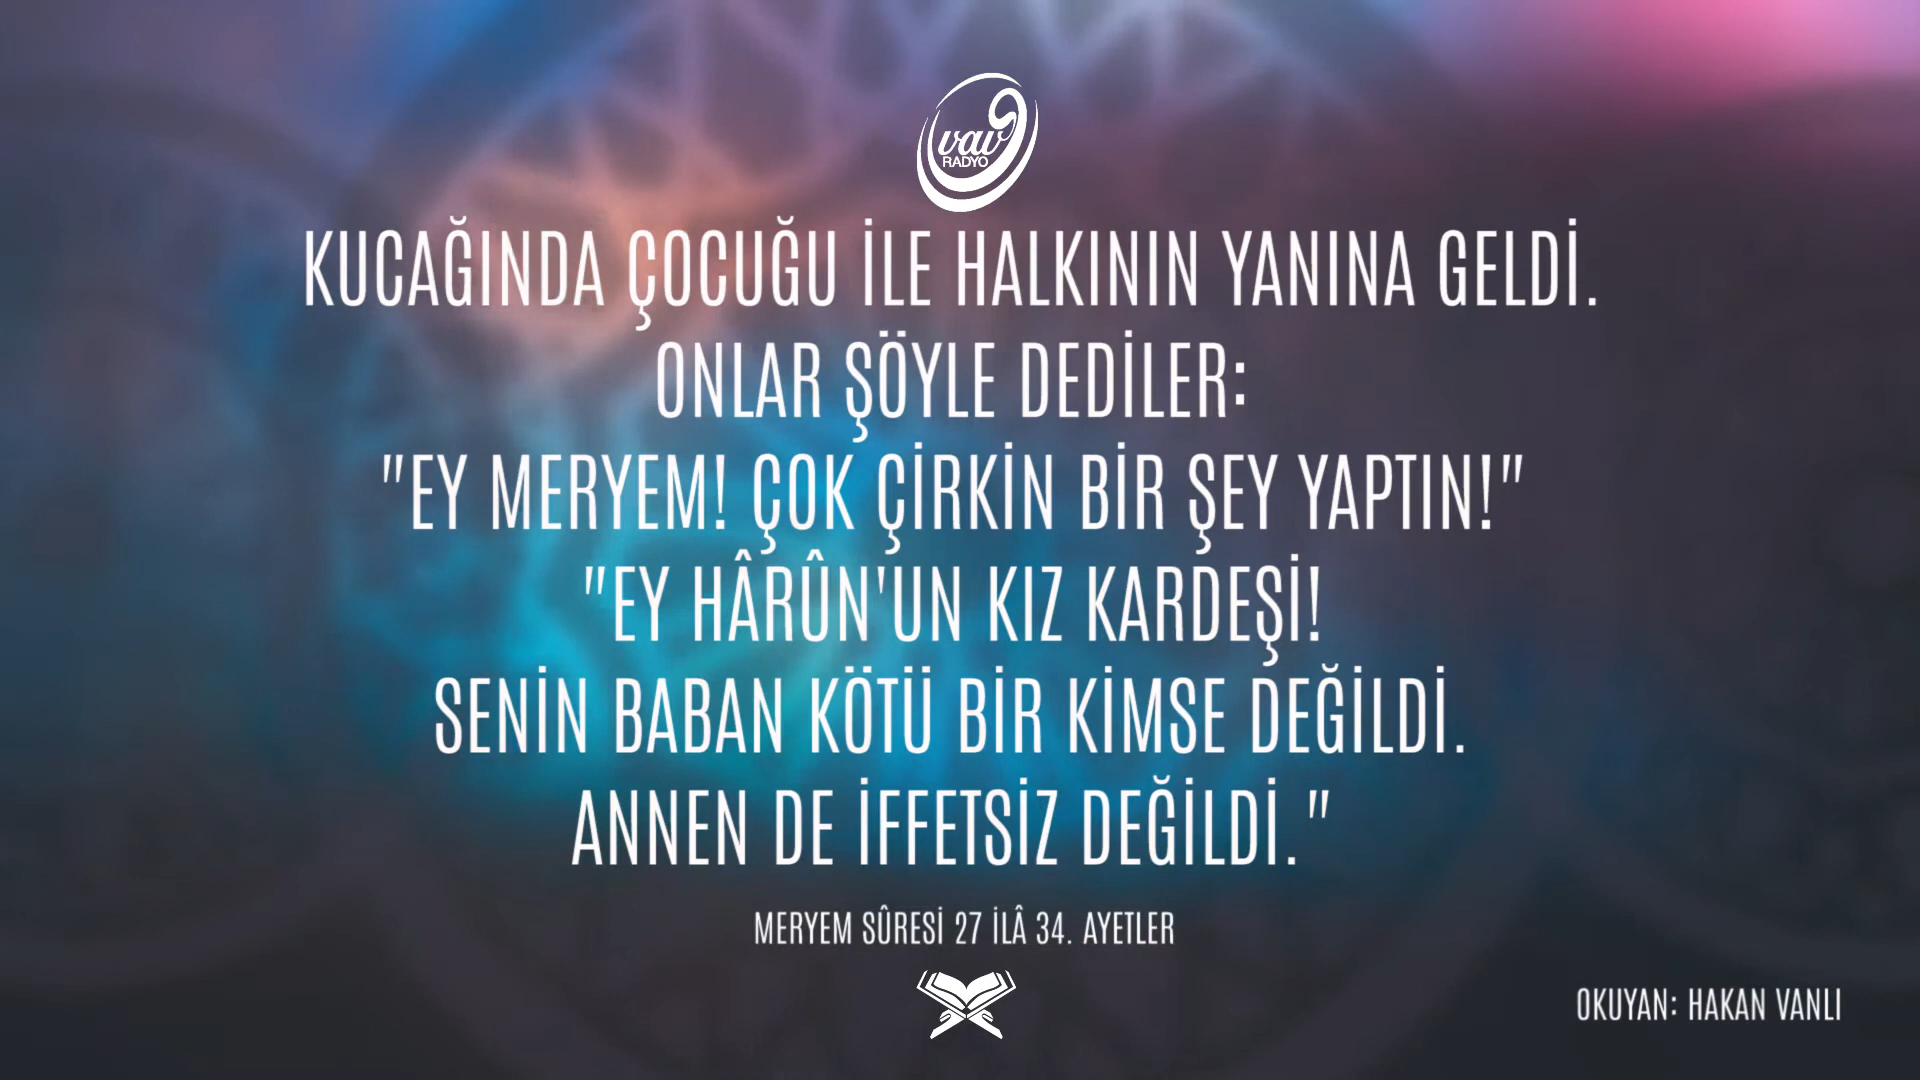 vav
RADYO
KUCAĞINDA ÇOCUĞU İLE HALKININ YANINA GELDİ.
ONLAR ŞÖYLE DEDİLER:
"EY MERYEM! ÇOK ÇİRKİN BİR ŞEY YAPTIN!"
"EY HÂRÛN'UN KIZ KARDEŞİ!
SENİN BABAN KÖTÜ BİR KİMSE DEĞİLDİ.
ANNEN DE İFFETSİZ DEĞİLDİ."
MERYEM SÛRESİ 27 İLÂ 34. AYETLER
OKUYAN: HAKAN VANLI